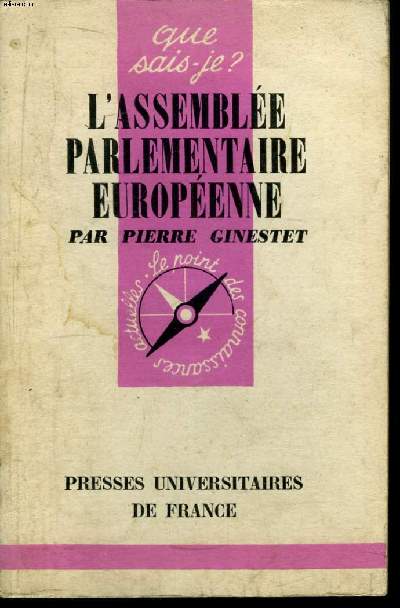 que
sais-je?
L'ASSEMBLÉE
PARLEMENTAIRE
EUROPÉENNE
PAR PIERRE GINESTET
Le point des connaissances actuelles
PRESSES UNIVERSITAIRES
DE FRANCE